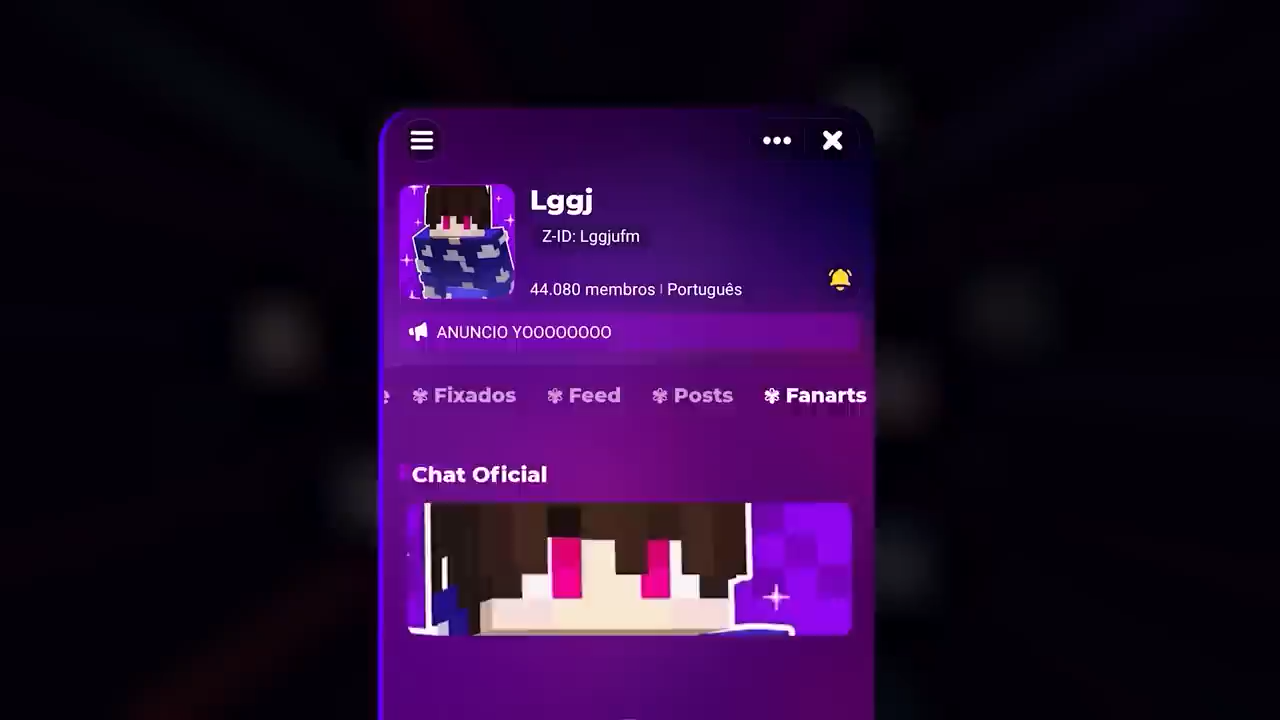 Lggj
Z-ID: Lggjufm
44.080 membros | Português
ANUNCIO YOOOOOOOO
Fixados Feed Posts Fanarts
Chat Oficial